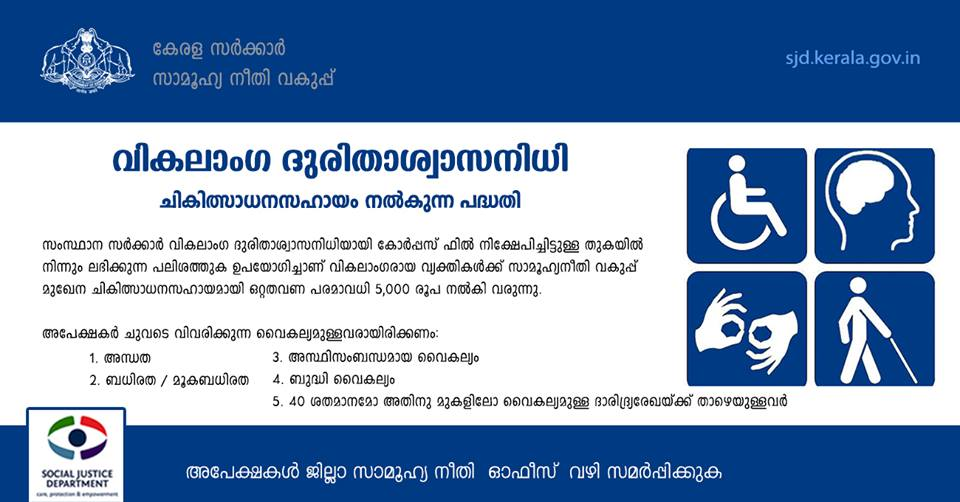 കേരള സർക്കാർ
സാമൂഹ്യ നീതി വകുപ്പ്
sjd.kerala.gov.in
വികലാംഗ ദുരിതാശ്വാസനിധി
ചികിത്സാധനസഹായം നൽകുന്ന പദ്ധതി
സംസ്ഥാന സർക്കാർ വികലാംഗ ദുരിതാശ്വാസനിധിയായി കോർപ്പസ് ഫിൽ നിക്ഷേപിച്ചിട്ടുള്ള തുകയിൽ
നിന്നും ലഭിക്കുന്ന പലിശത്തുക ഉപയോഗിച്ചാണ് വികലാംഗരായ വ്യക്തികൾക്ക് സാമൂഹ്യനീതി വകുപ്പ്
മുഖേന ചികിത്സാധനസഹായമായി ഒറ്റതവണ പരമാവധി 5,000 രൂപ നൽകി വരുന്നു.
അപേക്ഷകർ ചുവടെ വിവരിക്കുന്ന വൈകല്യമുള്ളവരായിരിക്കണം:
1. അന്ധത
2. ബധിരത / മൂകബധിരത
3. അസ്ഥിസംബന്ധമായ വൈകല്യം
4. ബുദ്ധി വൈകല്യം
5. 40 ശതമാനമോ അതിനു മുകളിലോ വൈകല്യമുള്ള ദാരിദ്ര്യരേഖയ്ക്ക് താഴെയുള്ളവർ
SOCIAL JUSTICE
DEPARTMENT
care, protection & empowerment
അപേക്ഷകൾ ജില്ലാ സാമൂഹ്യ നീതി ഓഫീസ് വഴി സമർപ്പിക്കുക